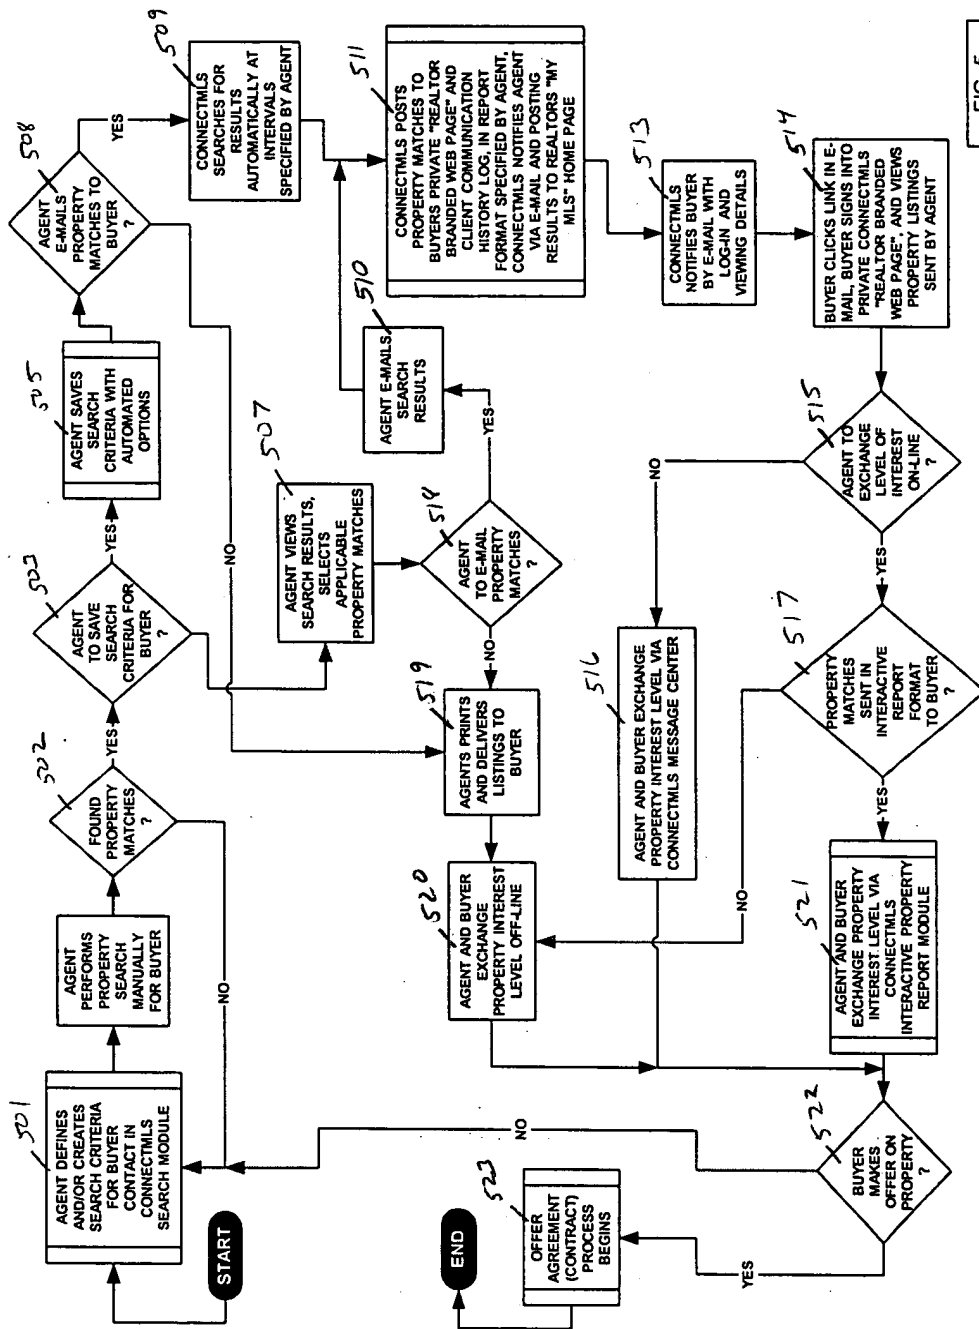 START
501
AGENT DEFINES
AND/OR CREATES
SEARCH CRITERIA
FOR BUYER
CONTACT IN
CONNECTMLS
SEARCH MODULE
AGENT
PERFORMS
PROPERTY
SEARCH
MANUALLY
FOR BUYER
502
FOUND
PROPERTY
MATCHES
?
YES
NO
503
AGENT
TO SAVE
SEARCH
CRITERIA FOR
BUYER
?
YES
505
AGENT SAVES
SEARCH
CRITERIA WITH
AUTOMATED
OPTIONS
508
AGENT
E-MAILS
PROPERTY
MATCHES TO
BUYER
?
YES
NO
509
CONNECTMLS
SEARCHES FOR
RESULTS
AUTOMATICALLY AT
INTERVALS
SPECIFIED BY AGENT
507
AGENT VIEWS
SEARCH RESULTS,
SELECTS
APPLICABLE
PROPERTY MATCHES
518
AGENT
TO E-MAIL
PROPERTY
MATCHES
?
YES
NO
510
AGENT E-MAILS
SEARCH
RESULTS
511
CONNECTMLS POSTS
PROPERTY MATCHES TO
BUYERS PRIVATE "REALTOR
BRANDED WEB PAGE" AND
CLIENT COMMUNICATION
HISTORY LOG, IN REPORT
FORMAT SPECIFIED BY AGENT,
CONNECTMLS NOTIFIES AGENT
VIA E-MAIL AND POSTING
RESULTS TO REALTORS "MY
MLS" HOME PAGE
513
CONNECTMLS
NOTIFIES BUYER
BY E-MAIL WITH
LOG-IN AND
VIEWING DETAILS
514
BUYER CLICKS LINK IN E-
MAIL, BUYER SIGNS INTO
PRIVATE CONNECTMLS
"REALTOR BRANDED
WEB PAGE", AND VIEWS
PROPERTY LISTINGS
SENT BY AGENT
515
AGENT TO
EXCHANGE
LEVEL OF
INTEREST
ON-LINE
?
NO
YES
516
AGENT AND BUYER EXCHANGE
PROPERTY INTEREST LEVEL VIA
CONNECTMLS MESSAGE CENTER
517
PROPERTY
MATCHES
SENT IN
INTERACTIVE
REPORT
FORMAT
TO BUYER
?
NO
YES
519
AGENTS PRINTS
AND DELIVERS
LISTINGS TO
BUYER
520
AGENT AND BUYER
EXCHANGE
PROPERTY INTEREST
LEVEL OFF-LINE
521
AGENT AND BUYER
EXCHANGE PROPERTY
INTEREST LEVEL VIA
CONNECTMLS
INTERACTIVE PROPERTY
REPORT MODULE
522
BUYER
MAKES
OFFER ON
PROPERTY
?
NO
YES
523
OFFER
AGREEMENT
(CONTRACT)
PROCESS
BEGINS
END